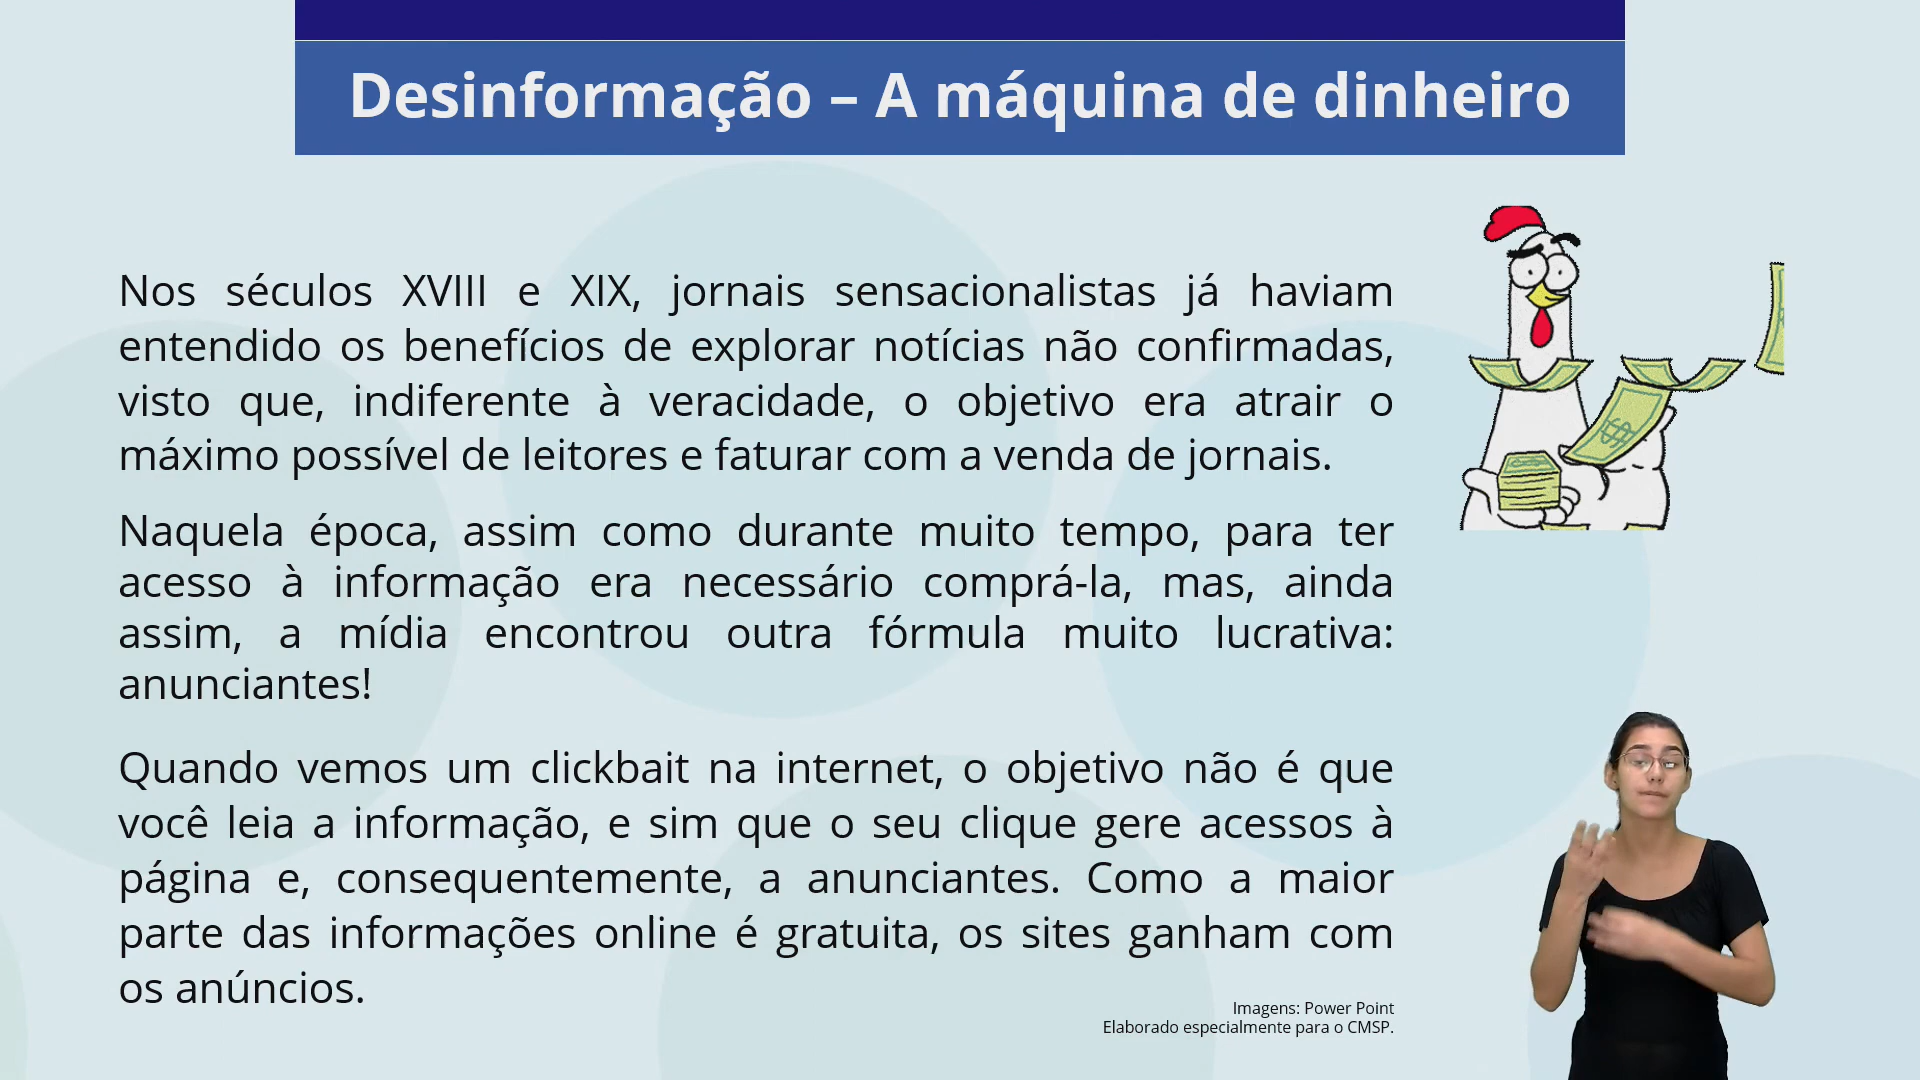 Desinformação – A máquina de dinheiro
Nos séculos XVIII e XIX, jornais sensacionalistas já haviam
entendido os benefícios de explorar notícias não confirmadas,
visto que, indiferente à veracidade, o objetivo era atrair o
máximo possível de leitores e faturar com a venda de jornais.
Naquela época, assim como durante muito tempo, para ter
acesso à informação era necessário comprá-la, mas, ainda
assim, a mídia encontrou outra fórmula muito lucrativa:
anunciantes!
Quando vemos um clickbait na internet, o objetivo não é que
você leia a informação, e sim que o seu clique gere acessos à
página e, consequentemente, a anunciantes. Como a maior
parte das informações online é gratuita, os sites ganham com
os anúncios.
Imagens: Power Point
Elaborado especialmente para o CMSP.